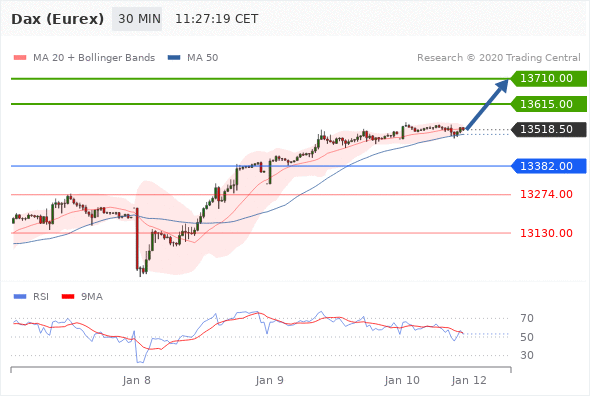 Dax (Eurex) 30 MIN 11:27:19 CET
MA 20 + Bollinger Bands MA 50 Research © 2020 Trading Central
13710.00
13615.00
13518.50
13382.00
13274.00
13130.00
RSI 9MA
70
50
30
Jan 8 Jan 9 Jan 10 Jan 12